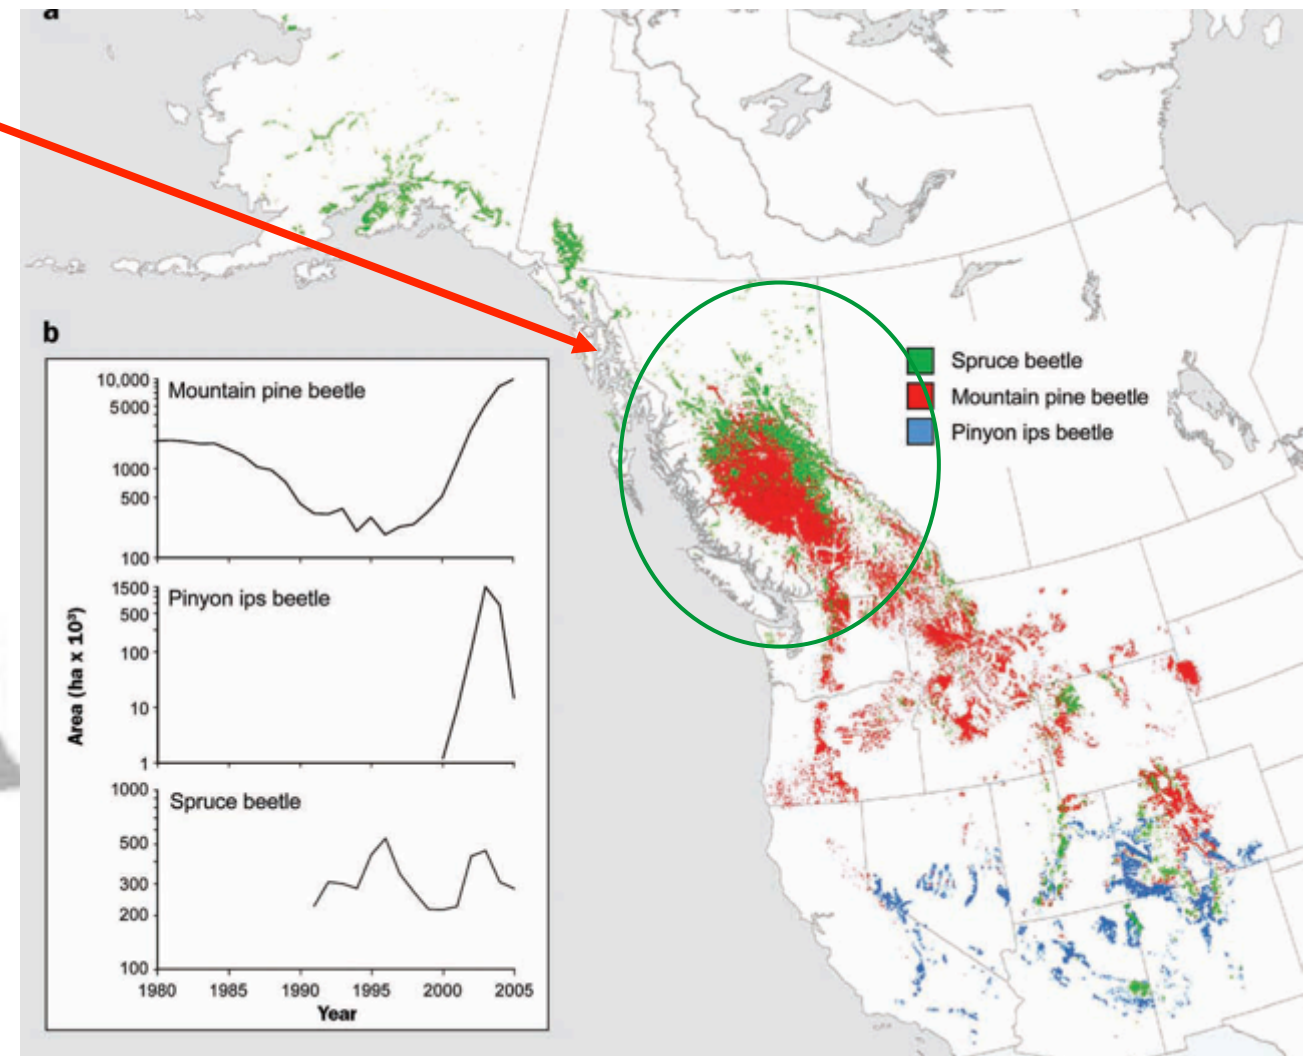 a
b
Spruce beetle
Mountain pine beetle
Pinyon ips beetle
Area (ha x 10³)
Mountain pine beetle
10,000
5000
1000
500
100
Pinyon ips beetle
1500
500
100
10
1
Spruce beetle
1000
500
300
200
100
1980 1985 1990 1995 2000 2005
Year